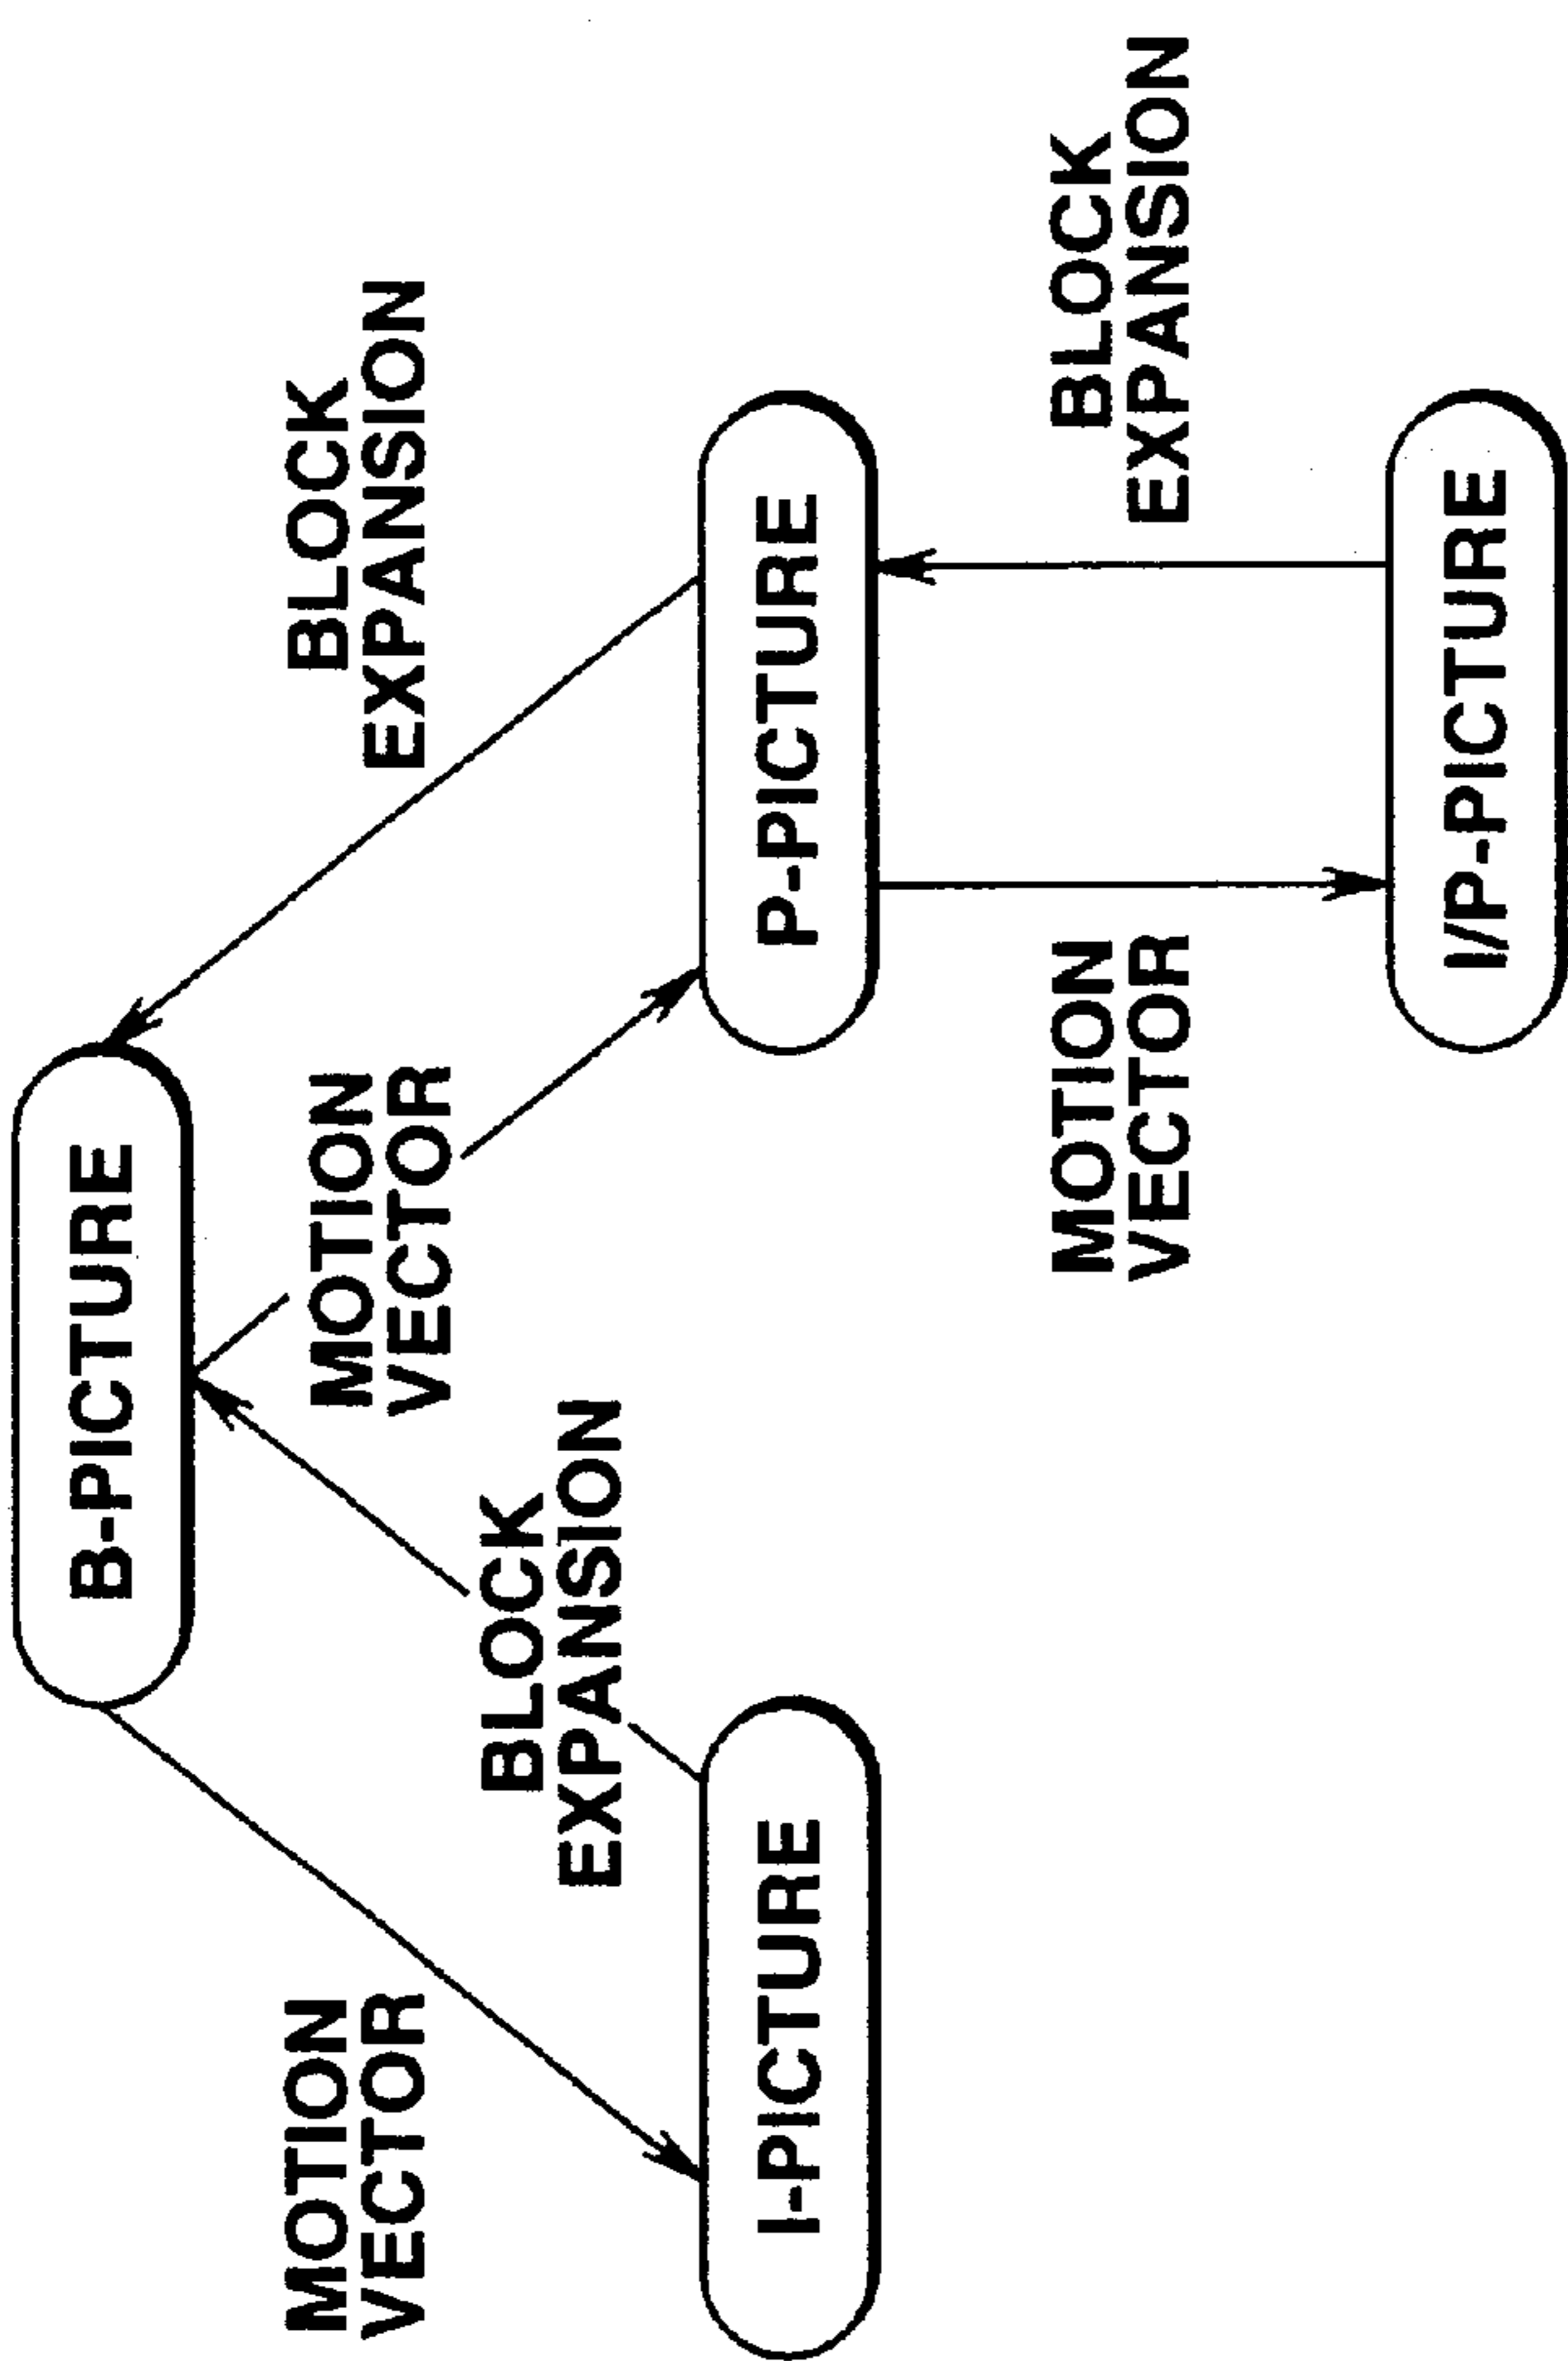 B-PICTURE
MOTION
VECTOR
BLOCK
EXPANSION
MOTION
VECTOR
BLOCK
EXPANSION
I-PICTURE
P-PICTURE
MOTION
VECTOR
BLOCK
EXPANSION
I/P-PICTURE